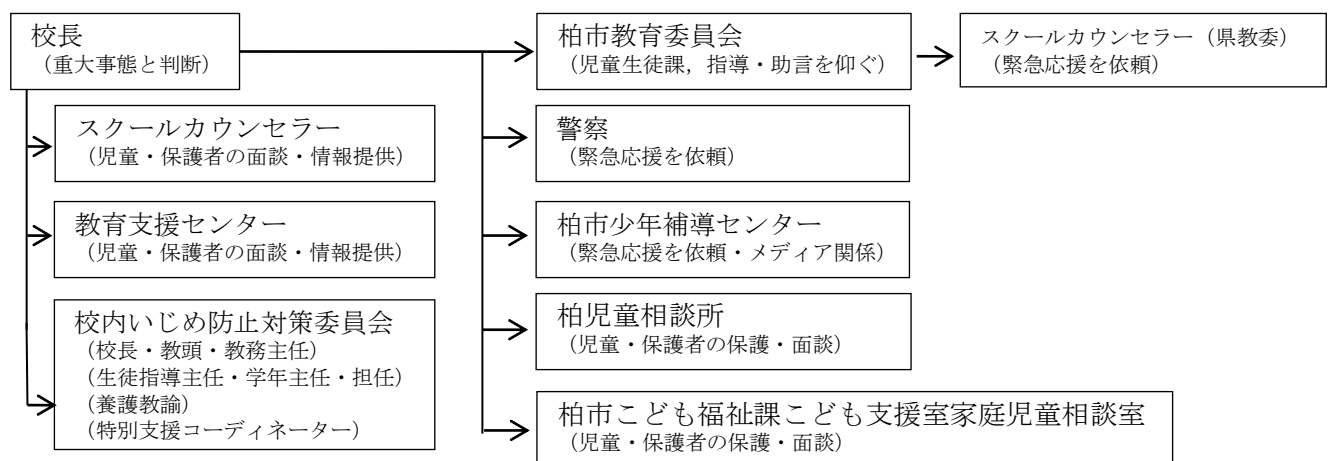 校長
（重大事態と判断）
柏市教育委員会
（児童生徒課，指導・助言を仰ぐ）
スクールカウンセラー（県教委）
（緊急応援を依頼）
スクールカウンセラー
（児童・保護者の面談・情報提供）
警察
（緊急応援を依頼）
教育支援センター
（児童・保護者の面談・情報提供）
柏市少年補導センター
（緊急応援を依頼・メディア関係）
校内いじめ防止対策委員会
（校長・教頭・教務主任）
（生徒指導主任・学年主任・担任）
（養護教諭）
（特別支援コーディネーター）
柏児童相談所
（児童・保護者の保護・面談）
柏市こども福祉課こども支援室家庭児童相談室
（児童・保護者の保護・面談）